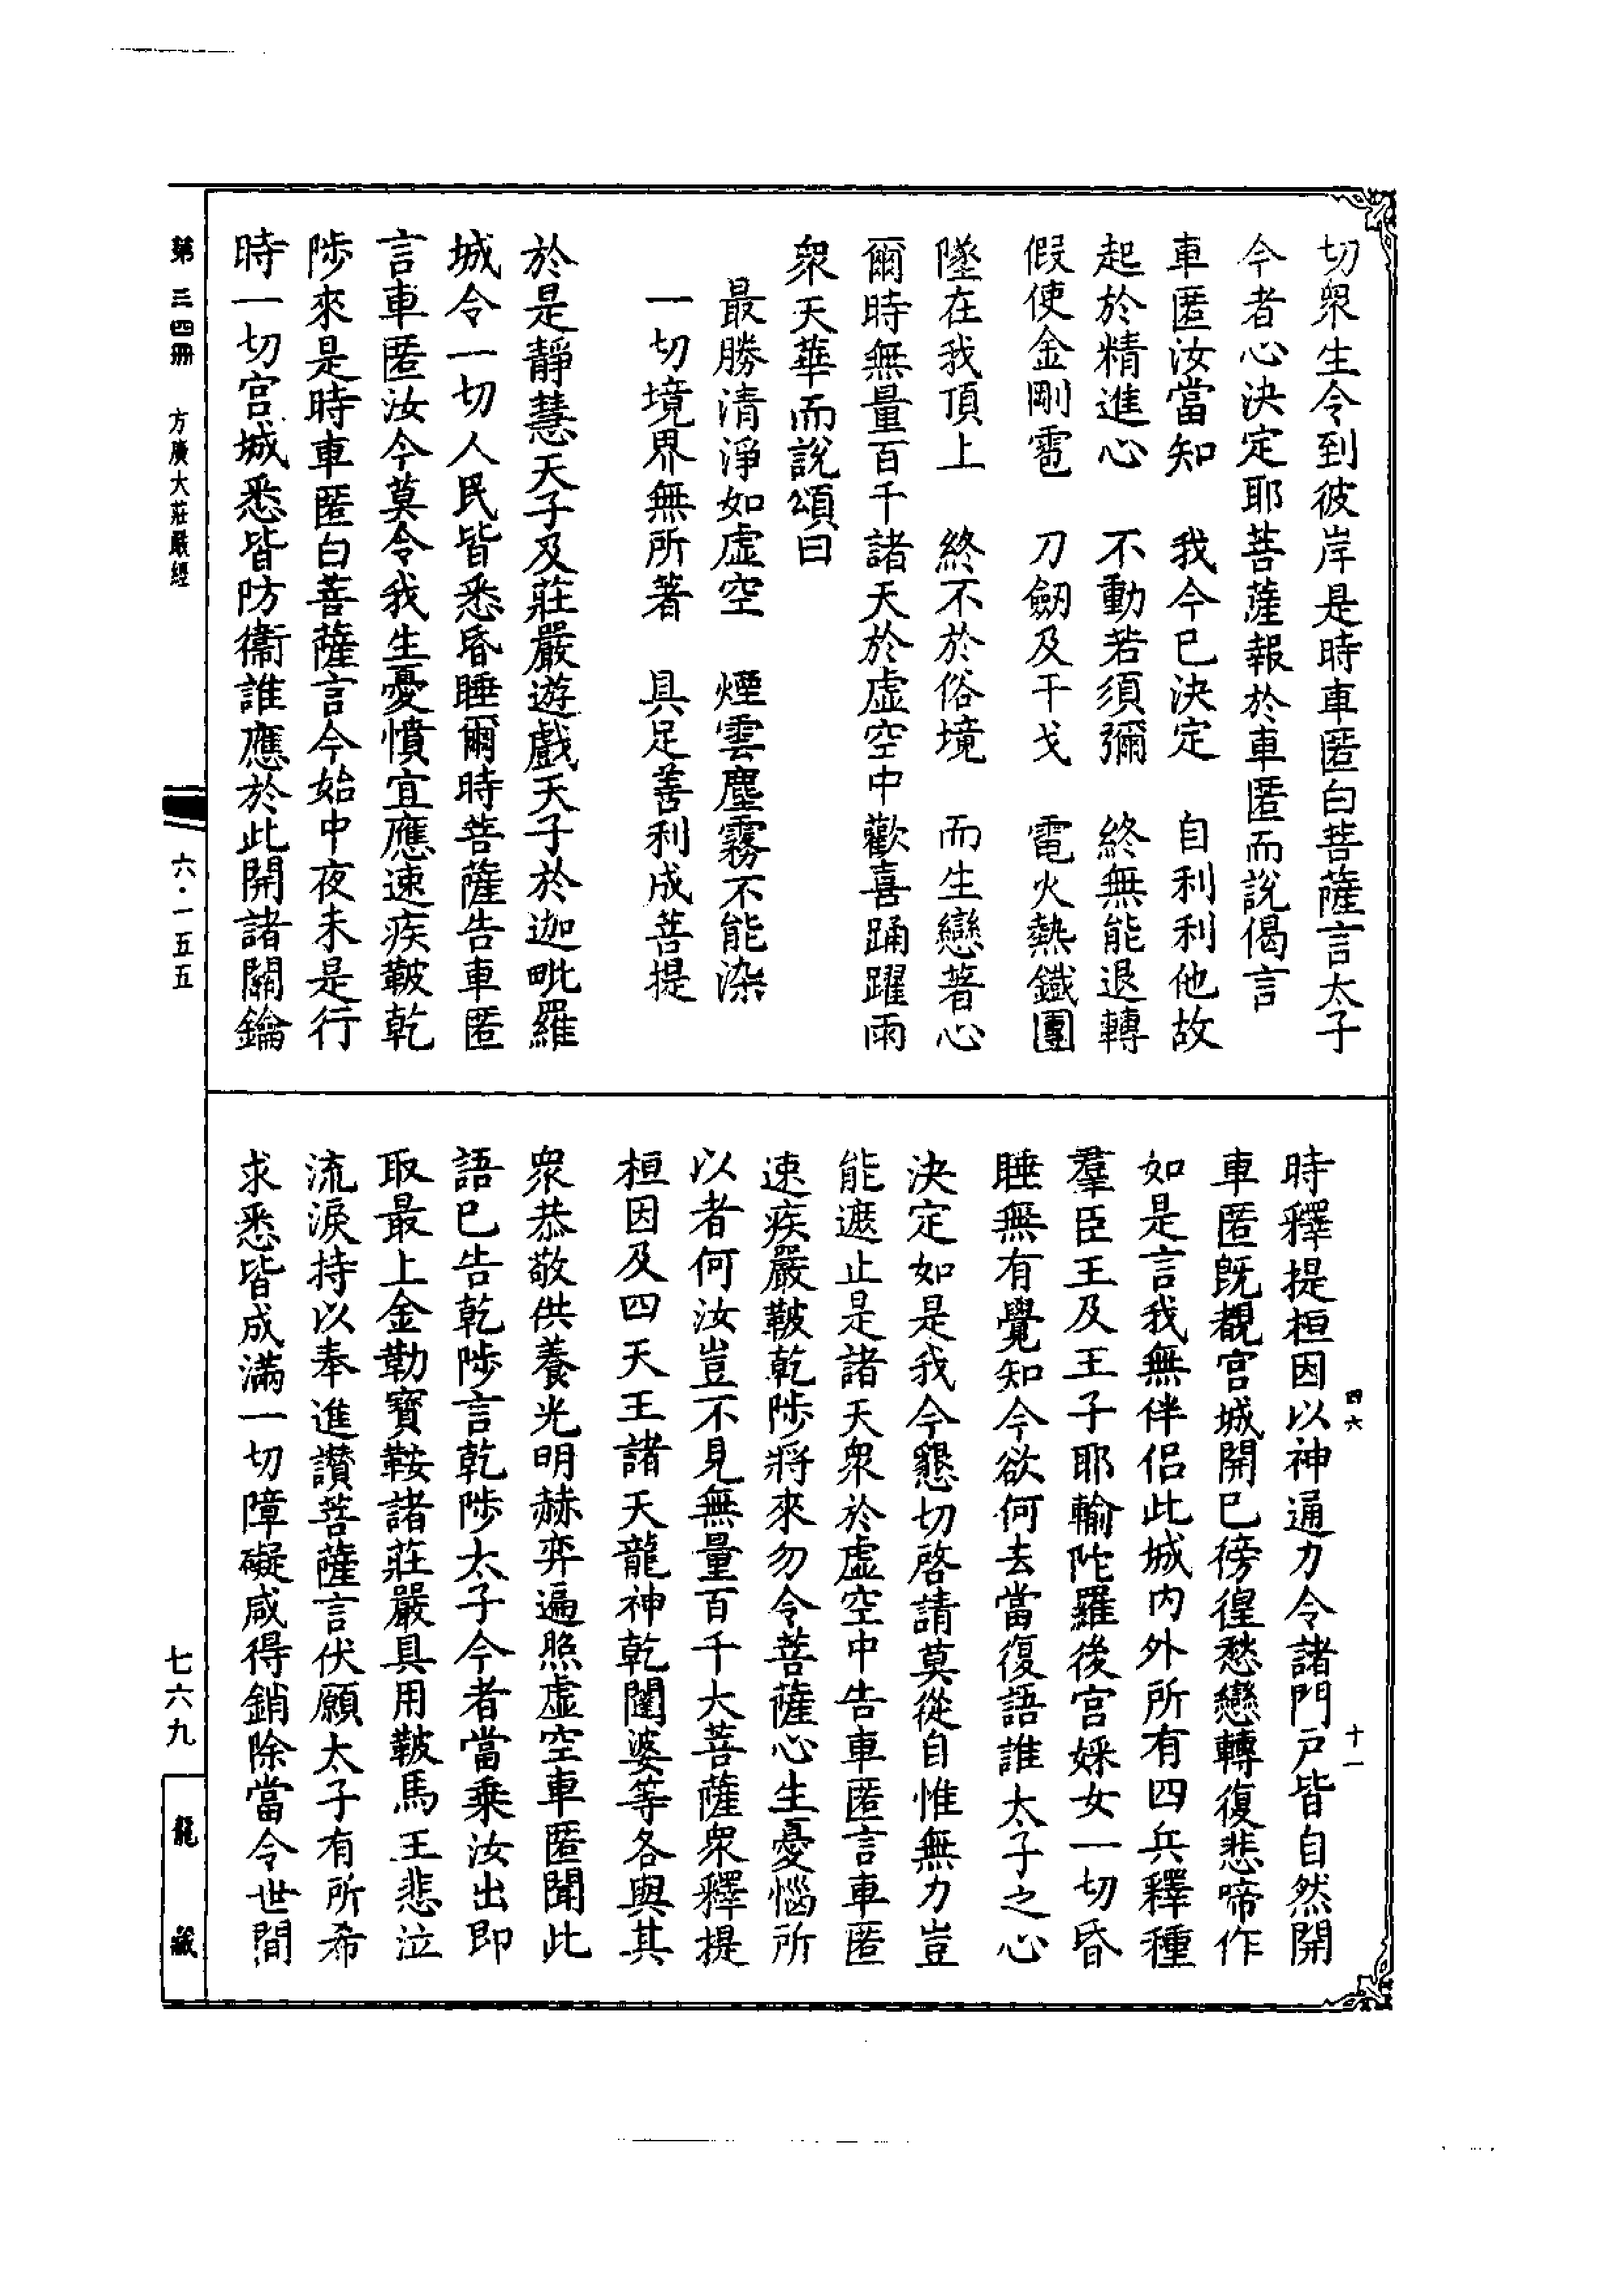 切衆生令到彼岸是時車匿白菩薩言太子
今者心決定耶菩薩報於車匿而說偈言
車匿汝當知　我今已決定　自利利他故
起於精進心　不動若須彌　終無能退轉
假使金剛雹　刀劒及干戈　電火熱鐵團
墜在我頂上　終不於俗境　而生戀著心
爾時無量百千諸天於虛空中歡喜踊躍雨
衆天華而說頌曰
最勝清淨如虛空　煙雲塵霧不能染
一切境界無所著　具足善利成菩提
於是靜慧天子及莊嚴遊戲天子於迦毗羅
城令一切人民皆悉昏睡爾時菩薩告車匿
言車匿汝今莫令我生憂憤宜應速疾鞁乾
陟來是時車匿白菩薩言今始中夜未是行
時一切宮城悉皆防衞誰應於此開諸關鑰
時釋提桓因以神通力令諸門戸皆自然開
車匿旣覩宮城開已徬徨愁戀轉復悲啼作
如是言我無伴侣此城内外所有四兵釋種
羣臣王及王子耶輸陀羅後宮婇女一切昏
睡無有覺知今欲何去當復語誰太子之心
決定如是我今懇切啓請莫從自惟無力豈
能遮止是諸天衆於虛空中告車匿言車匿
速疾嚴鞁乾陟將來勿令菩薩心生憂惱所
以者何汝豈不見無量百千大菩薩衆釋提
桓因及四天王諸天龍神乾闥婆等各與其
衆恭敬供養光明赫弈遍照虛空車匿聞此
語已告乾陟言乾陟太子今者當乗汝出即
取最上金勒寳鞍諸莊嚴具用鞁馬王悲泣
流淚持以奉進讚菩薩言伏願太子有所希
求悉皆成滿一切障礙咸得銷除當令世間
四六
十一
第三四冊　方廣大莊嚴經
六·一五五
七六九
龍藏